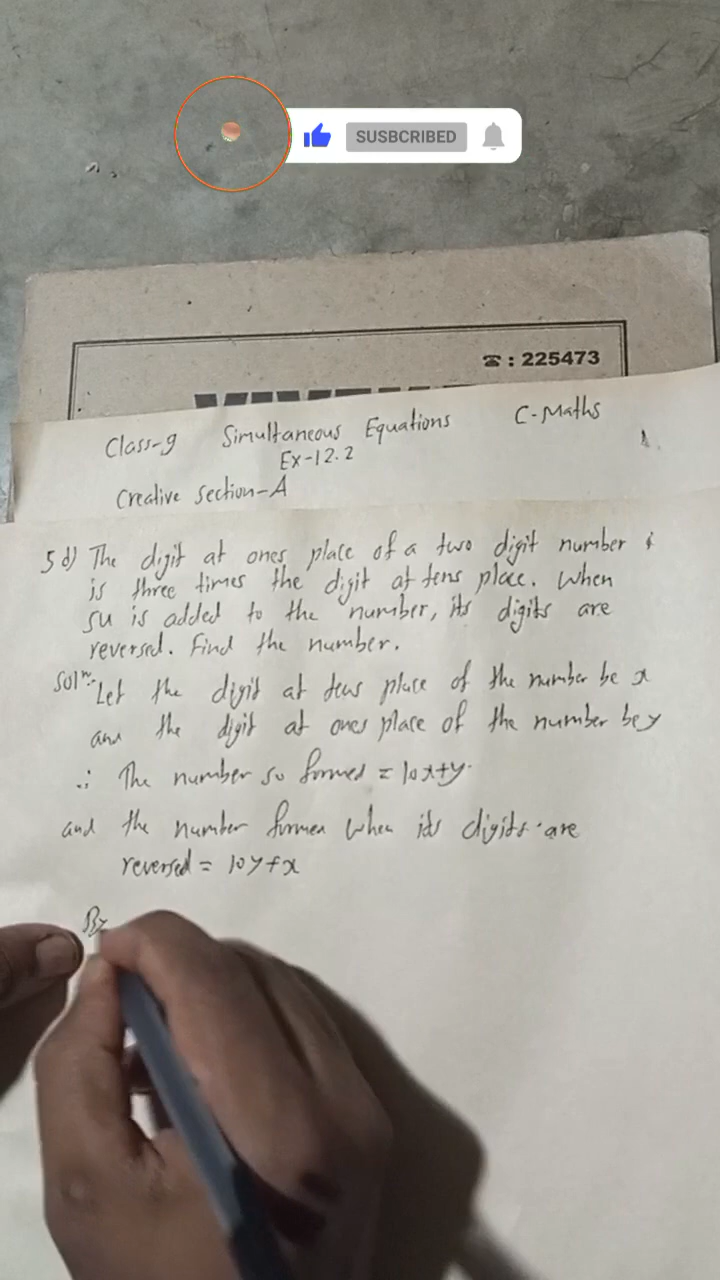 SUSBCRIBED
☎: 225473
Class-9 Simultaneous Equations C-Maths
Ex-12.2
Creative section-A
5 d) The digit at ones place of a two digit number
is three times the digit at tens place. When
54 is added to the number, its digits are
reversed. Find the number.
Solⁿ:- Let the digit at tens place of the number be x
and the digit at ones place of the number be y
∴ The number so formed = 10x+y.
and the number formed when its digits are
reversed = 10y+x
By